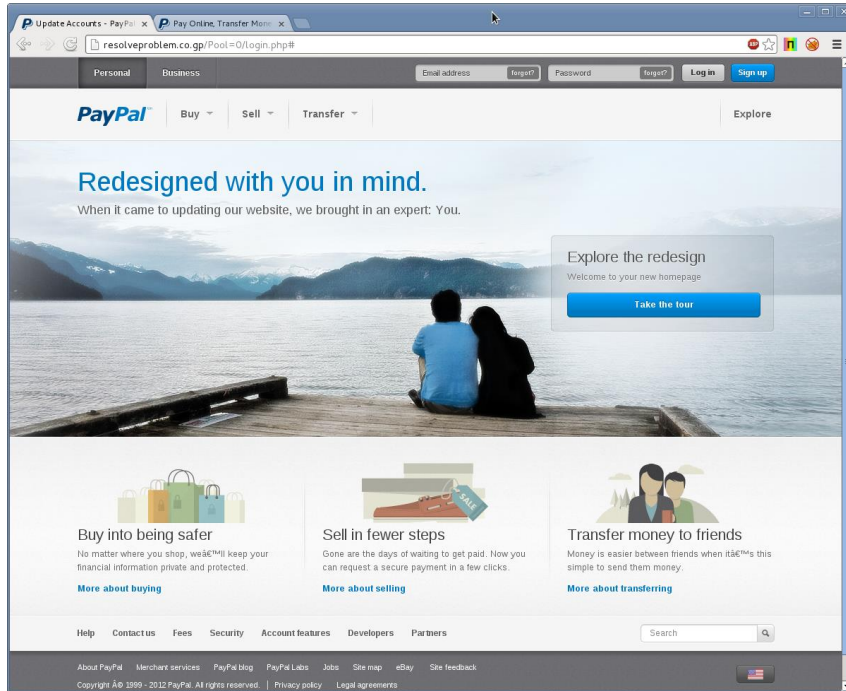 Update Accounts - PayPal
Pay Online, Transfer Mone
resolveproblem.co.gp/Pool=0/login.php#
Personal Business Email address forgot? Password forgot? Log in Sign up
PayPal Buy Sell Transfer Explore
Redesigned with you in mind.
When it came to updating our website, we brought in an expert: You.
Explore the redesign
Welcome to your new homepage
Take the tour
SALE
Buy into being safer
No matter where you shop, weâ€™ll keep your
financial information private and protected.
More about buying
Sell in fewer steps
Gone are the days of waiting to get paid. Now you
can request a secure payment in a few clicks.
More about selling
Transfer money to friends
Money is easier between friends when itâ€™s this
simple to send them money.
More about transferring
Help Contact us Fees Security Account features Developers Partners Search
About PayPal Merchant services PayPal blog PayPal Labs Jobs Site map eBay Site feedback
Copyright Â© 1999 - 2012 PayPal. All rights reserved. | Privacy policy Legal agreements